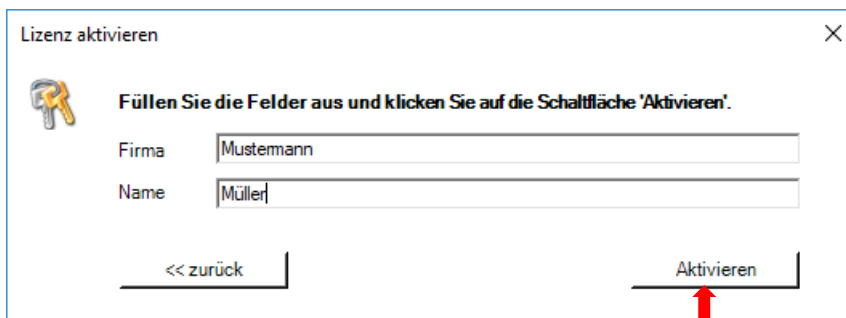 Lizenz aktivieren
Füllen Sie die Felder aus und klicken Sie auf die Schaltfläche 'Aktivieren'.
Firma Mustermann
Name Müller
<< zurück Aktivieren